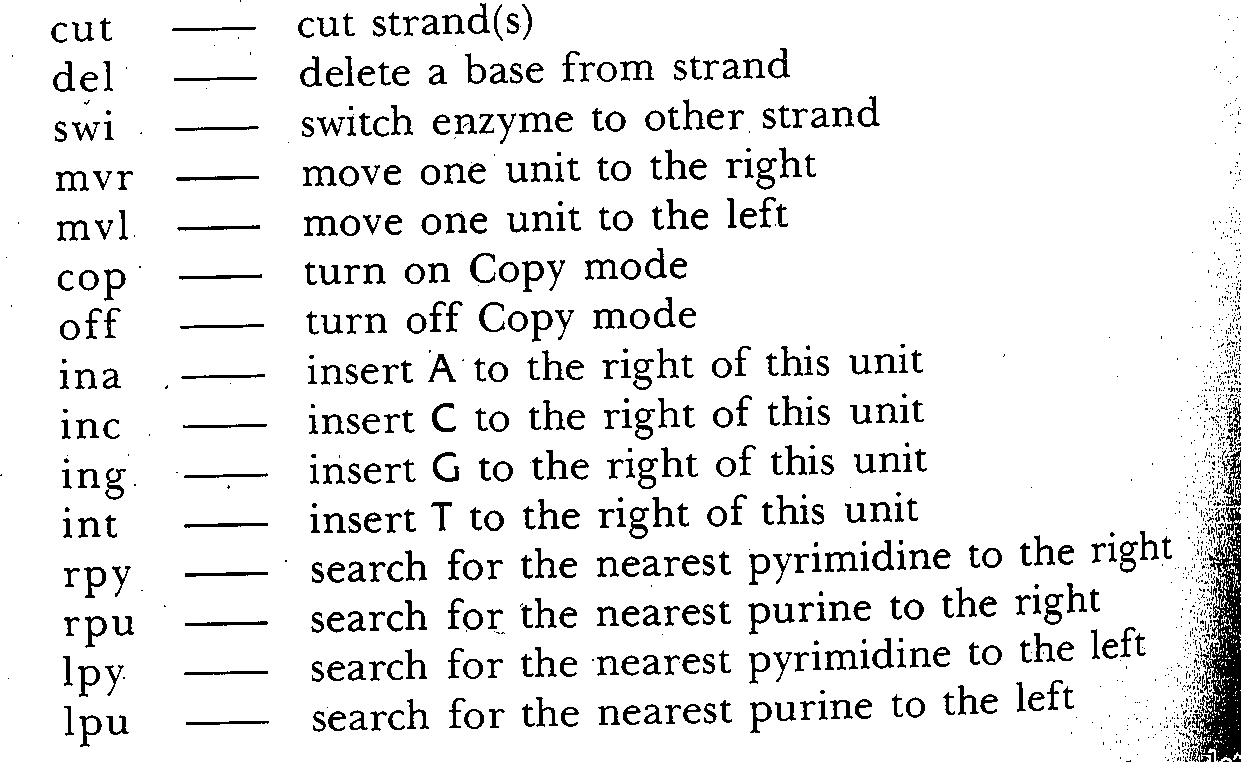 cut —— cut strand(s)
del —— delete a base from strand
swi —— switch enzyme to other strand
mvr —— move one unit to the right
mvl —— move one unit to the left
cop —— turn on Copy mode
off —— turn off Copy mode
ina —— insert A to the right of this unit
inc —— insert C to the right of this unit
ing —— insert G to the right of this unit
int —— insert T to the right of this unit
rpy —— search for the nearest pyrimidine to the right
rpu —— search for the nearest purine to the right
lpy —— search for the nearest pyrimidine to the left
lpu —— search for the nearest purine to the left